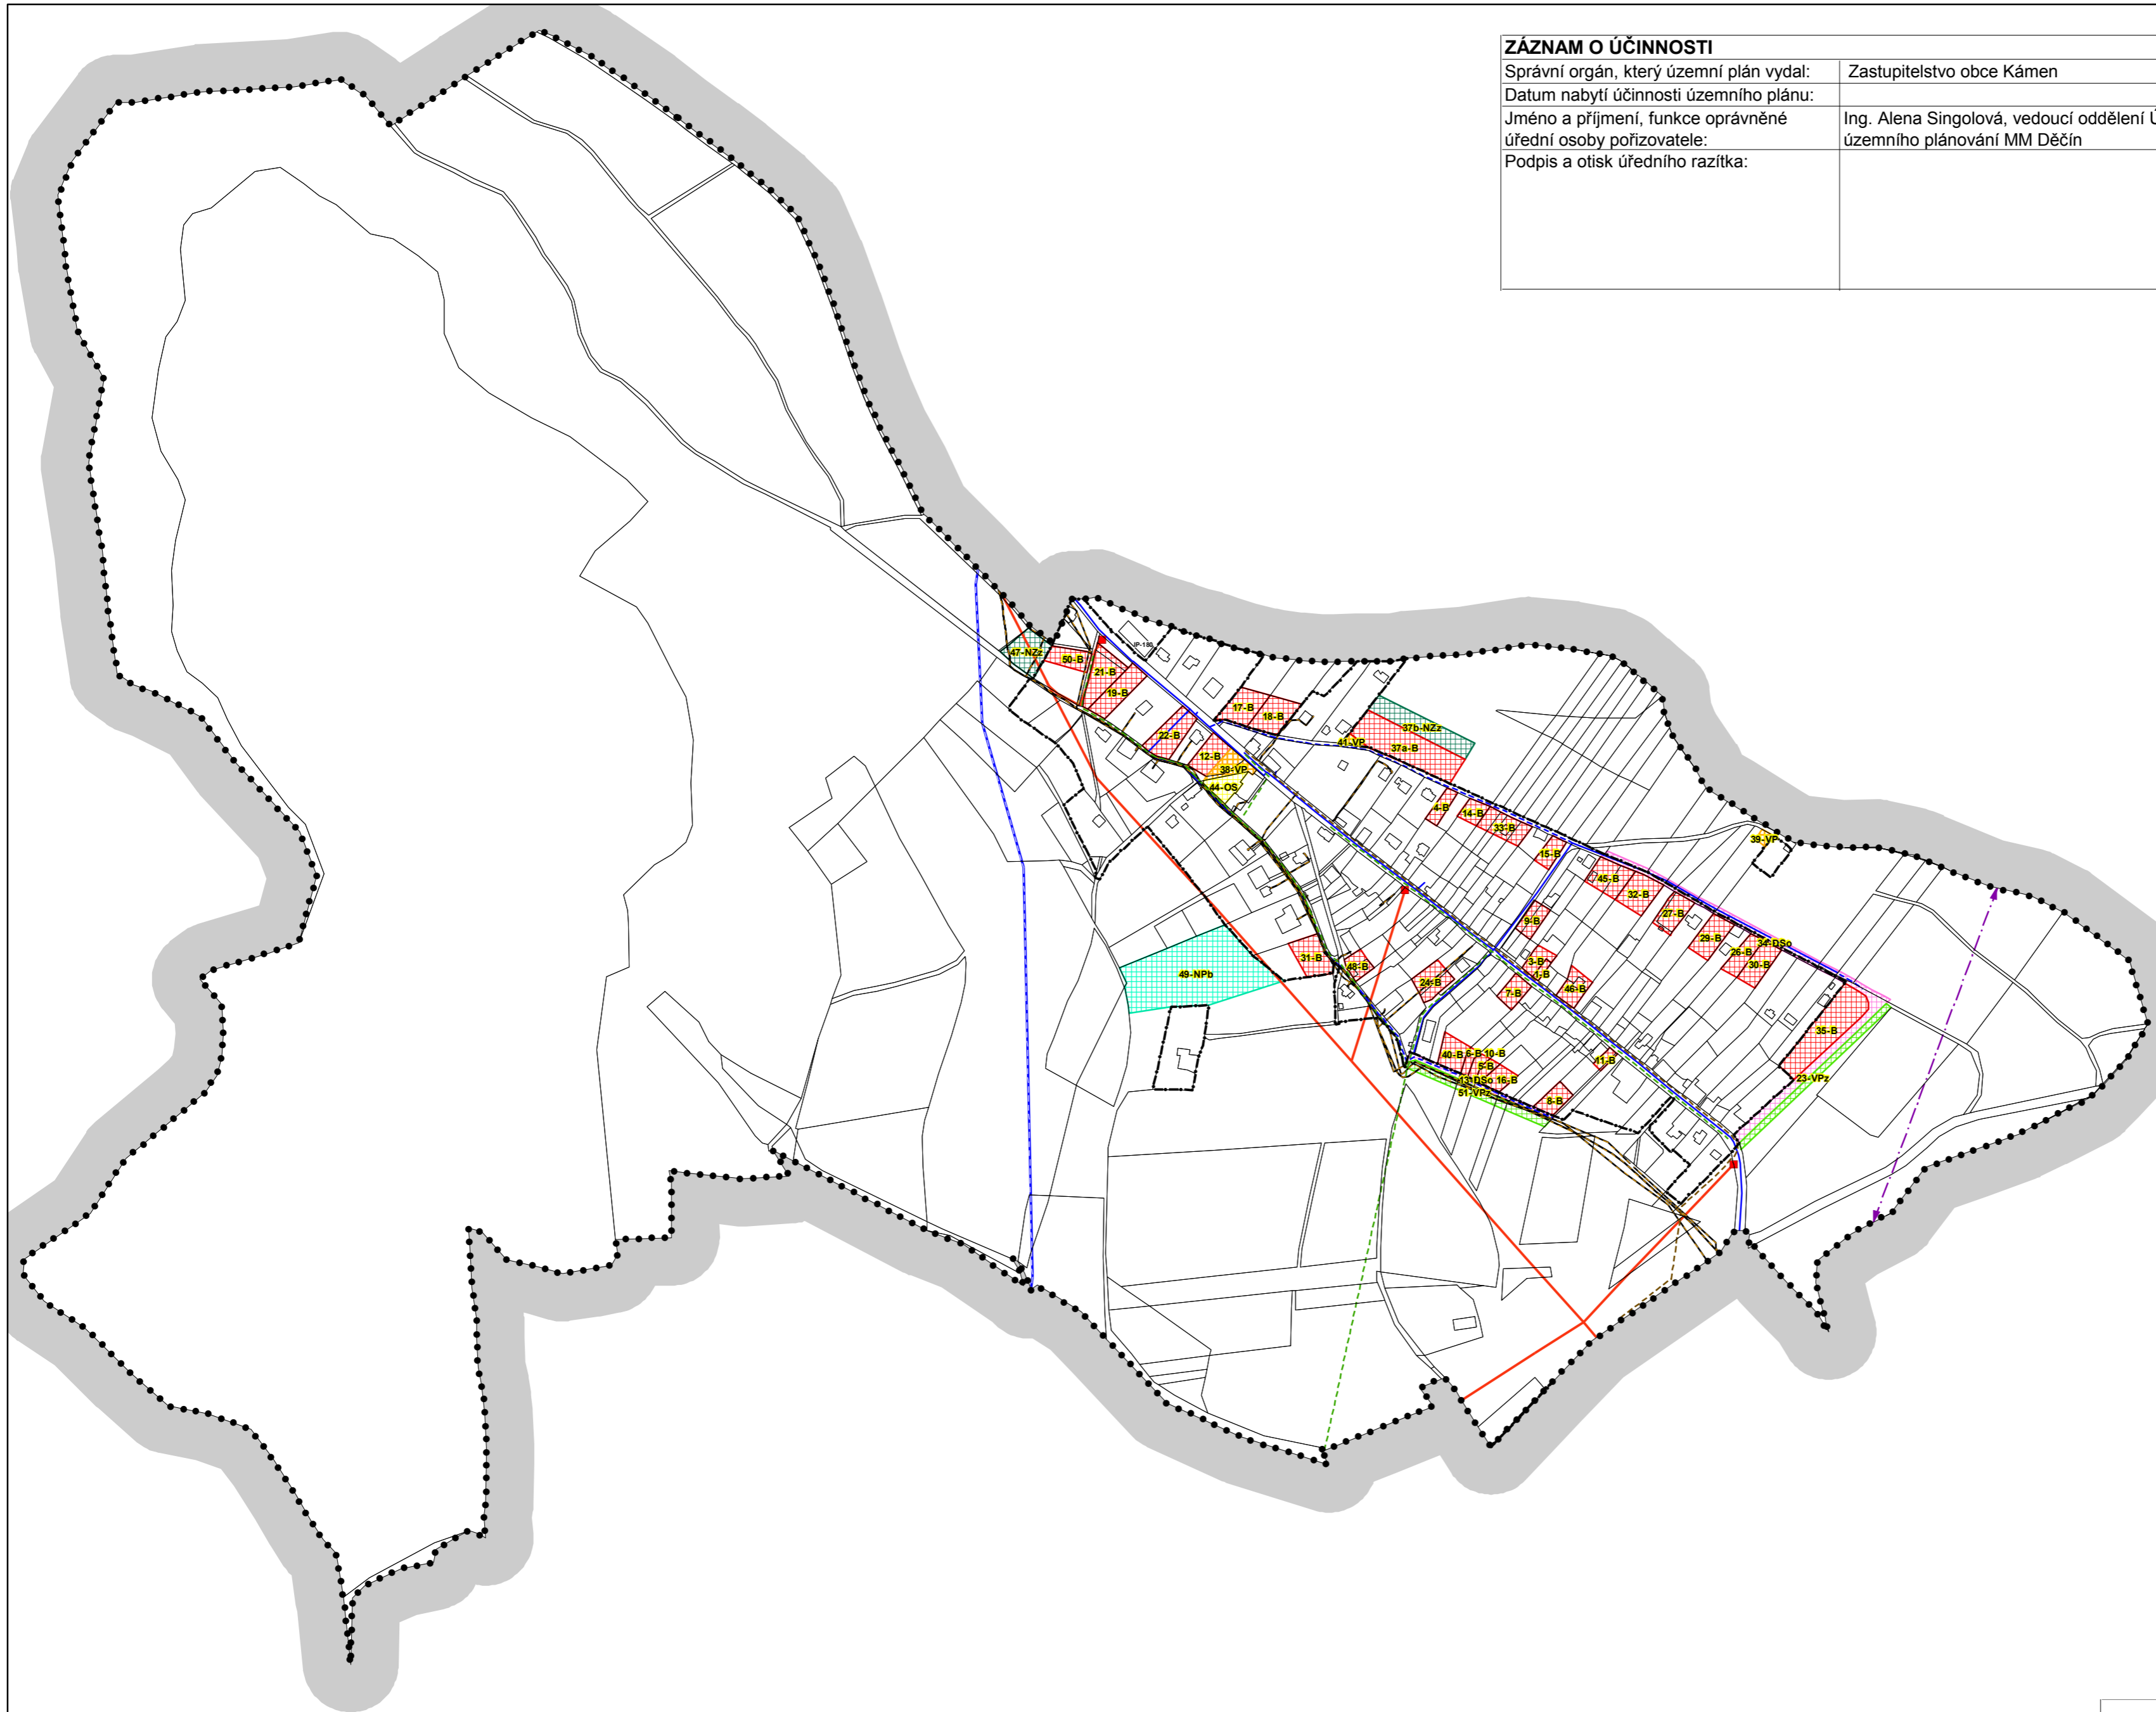 ZÁZNAM O ÚČINNOSTI
Správní orgán, který územní plán vydal:
Zastupitelstvo obce Kámen
Datum nabytí účinnosti územního plánu:
Jméno a příjmení, funkce oprávněné
úřední osoby pořizovatele:
Ing. Alena Singolová, vedoucí oddělení
územního plánování MM Děčín
Podpis a otisk úředního razítka:
47-NZz
50-B
21-B
19-B
22-B
17-B
18-B
12-B
38-VP
44-OS
41-VP
37b-NZz
37a-B
4-B
14-B
33-B
15-B
39-VP
45-B
32-B
27-B
29-B
34-DSo
26-B
30-B
9-B
3-B
1-B
7-B
46-B
24-B
48-B
31-B
49-NPb
35-B
23-VPz
40-B
6-B
10-B
5-B
13-DSo
16-B
51-VPz
8-B
11-B